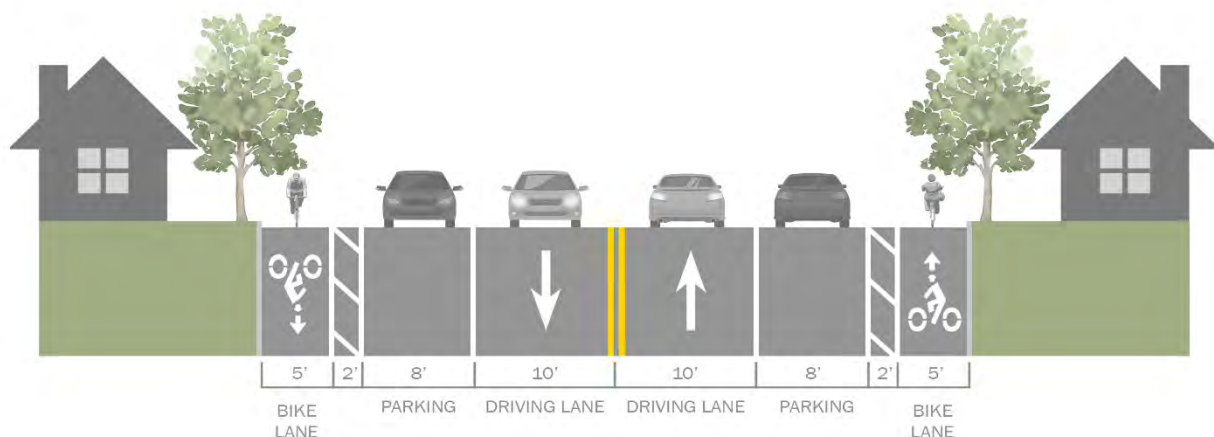 5' 2' 8' 10' 10' 8' 2' 5'
BIKE LANE PARKING DRIVING LANE DRIVING LANE PARKING BIKE LANE